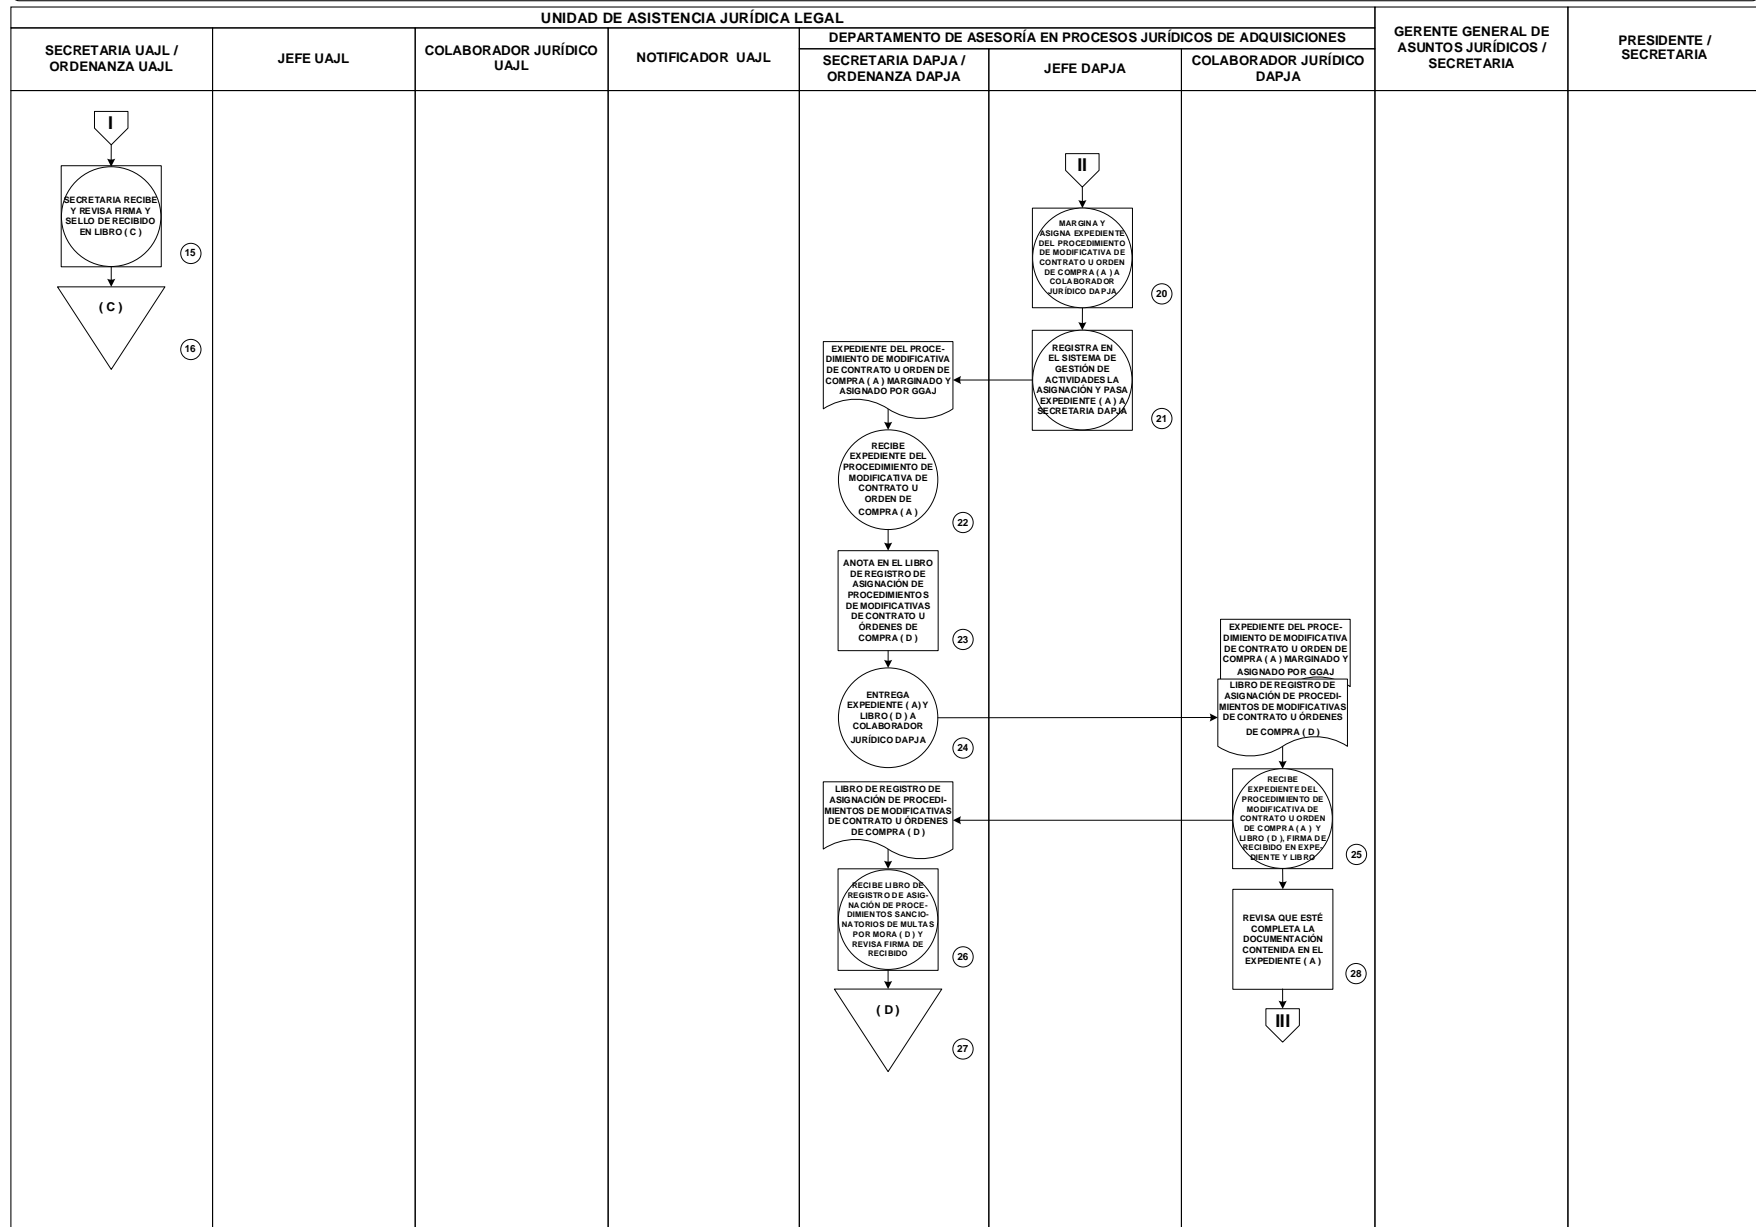 UNIDAD DE ASISTENCIA JURÍDICA LEGAL
GERENTE GENERAL DE
ASUNTOS JURÍDICOS /
SECRETARIA
PRESIDENTE /
SECRETARIA
SECRETARIA UAJL /
ORDENANZA UAJL
JEFE UAJL
COLABORADOR JURÍDICO
UAJL
NOTIFICADOR UAJL
DEPARTAMENTO DE ASESORÍA EN PROCESOS JURÍDICOS DE ADQUISICIONES
SECRETARIA DAPJA /
ORDENANZA DAPJA
JEFE DAPJA
COLABORADOR JURÍDICO
DAPJA
I
SECRETARIA RECIBE
Y REVISA FIRMA Y
SELLO DE RECIBIDO
EN LIBRO ( C )
15
( C )
16
II
MARGINA Y
ASIGNA EXPEDIENTE
DEL PROCEDIMIENTO
DE MODIFICATIVA DE
CONTRATO U ORDEN
DE COMPRA ( A ) A
COLABORADOR
JURÍDICO DAPJA
20
REGISTRA EN
EL SISTEMA DE
GESTIÓN DE
ACTIVIDADES LA
ASIGNACIÓN Y PASA
EXPEDIENTE ( A ) A
SECRETARIA DAPJA
21
EXPEDIENTE DEL PROCE-
DIMIENTO DE MODIFICATIVA
DE CONTRATO U ORDEN DE
COMPRA ( A ) MARGINADO Y
ASIGNADO POR GGAJ
RECIBE
EXPEDIENTE DEL
PROCEDIMIENTO DE
MODIFICATIVA DE
CONTRATO U
ORDEN DE
COMPRA ( A )
22
ANOTA EN EL LIBRO
DE REGISTRO DE
ASIGNACIÓN DE
PROCEDIMIENTOS
DE MODIFICATIVAS
DE CONTRATO U
ÓRDENES DE
COMPRA ( D )
23
ENTREGA
EXPEDIENTE ( A) Y
LIBRO ( D ) A
COLABORADOR
JURÍDICO DAPJA
24
EXPEDIENTE DEL PROCE-
DIMIENTO DE MODIFICATIVA
DE CONTRATO U ORDEN DE
COMPRA ( A ) MARGINADO Y
ASIGNADO POR GGAJ
LIBRO DE REGISTRO DE
ASIGNACIÓN DE PROCEDI-
MIENTOS DE MODIFICATIVAS
DE CONTRATO U ÓRDENES
DE COMPRA ( D )
RECIBE
EXPEDIENTE DEL
PROCEDIMIENTO DE
MODIFICATIVA DE
CONTRATO U ORDEN
DE COMPRA ( A ) Y
LIBRO ( D ), FIRMA DE
RECIBIDO EN EXPE-
DIENTE Y LIBRO
25
LIBRO DE REGISTRO DE
ASIGNACIÓN DE PROCEDI-
MIENTOS DE MODIFICATIVAS
DE CONTRATO U ÓRDENES
DE COMPRA ( D )
RECIBE LIBRO DE
REGISTRO DE ASIG-
NACIÓN DE PROCE-
DIMIENTOS SANCIO-
NATORIOS DE MULTAS
POR MORA ( D ) Y
REVISA FIRMA DE
RECIBIDO
26
( D )
27
REVISA QUE ESTÉ
COMPLETA LA
DOCUMENTACIÓN
CONTENIDA EN EL
EXPEDIENTE ( A )
28
III